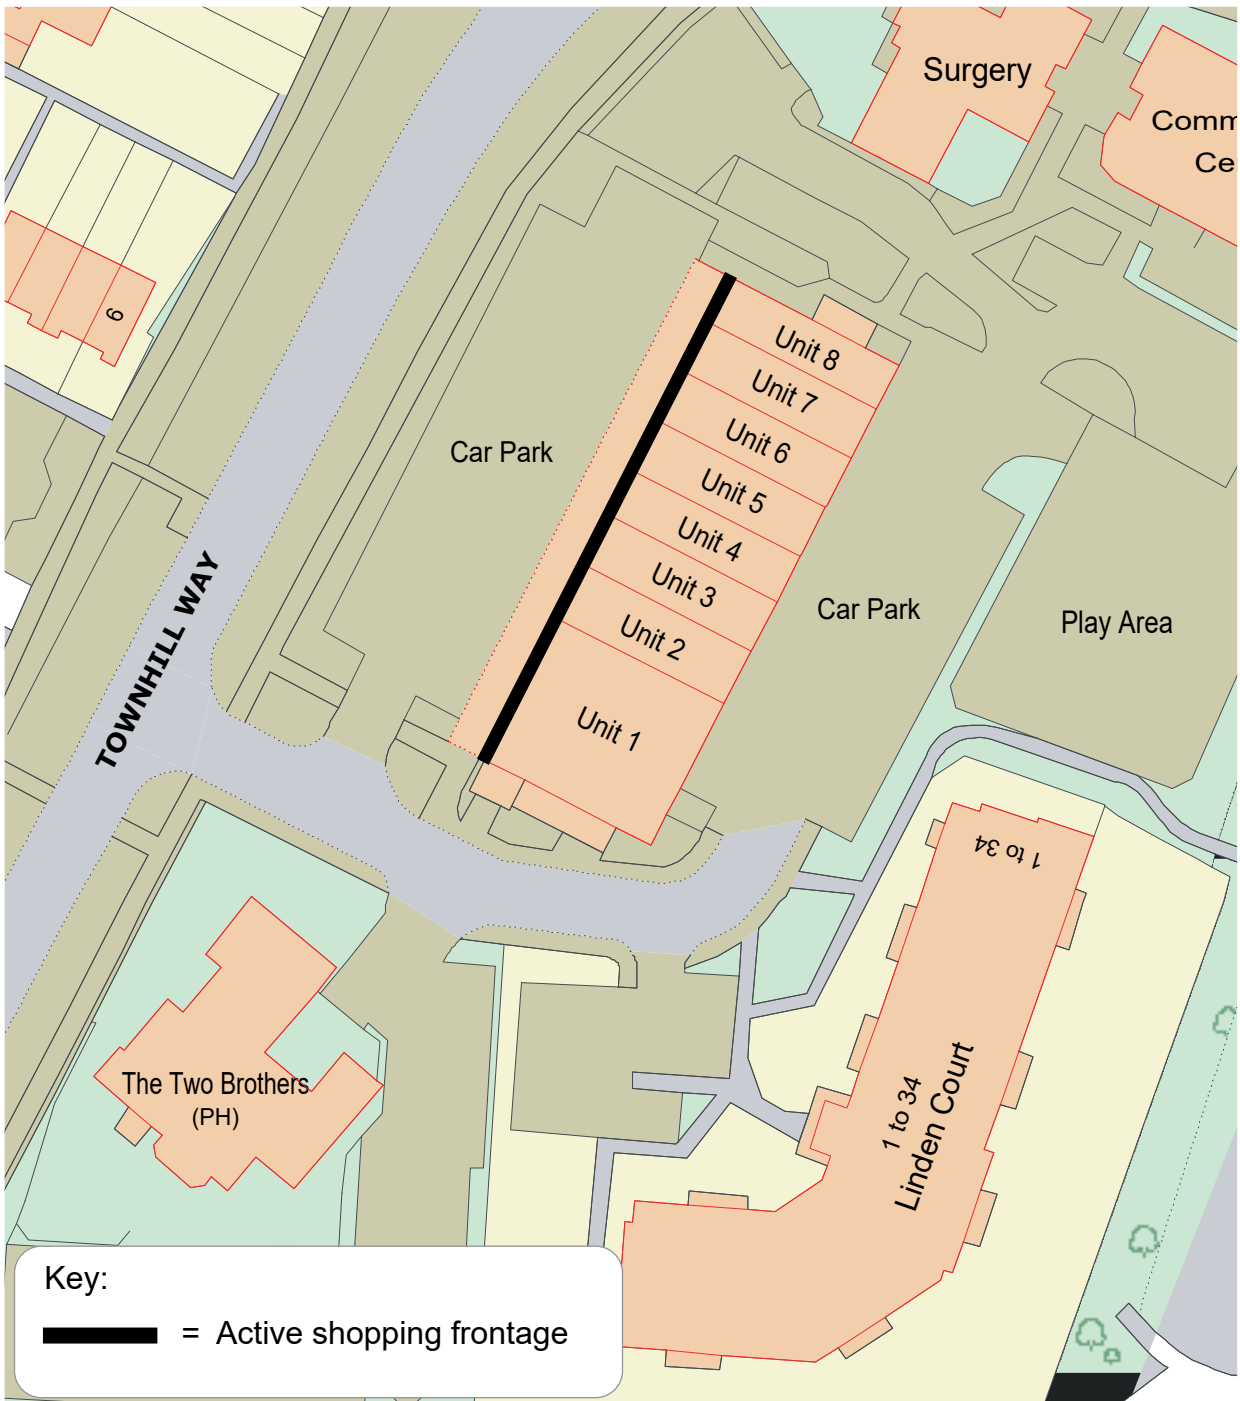 Surgery
Comm
Ce
6
Unit 8
Unit 7
Unit 6
Unit 5
Unit 4
Unit 3
Unit 2
Unit 1
Car Park
Car Park
Play Area
TOWNHILL WAY
1 to 34
1 to 34
Linden Court
The Two Brothers
(PH)
Key:
= Active shopping frontage